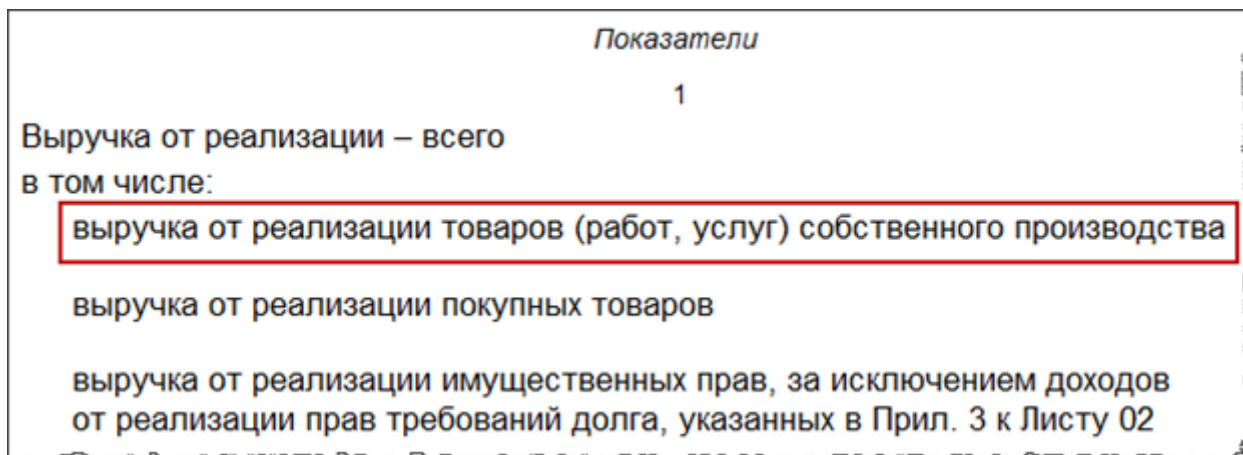 Показатели
1
Выручка от реализации – всего
в том числе:
выручка от реализации товаров (работ, услуг) собственного производства
выручка от реализации покупных товаров
выручка от реализации имущественных прав, за исключением доходов
от реализации прав требований долга, указанных в Прил. 3 к Листу 02